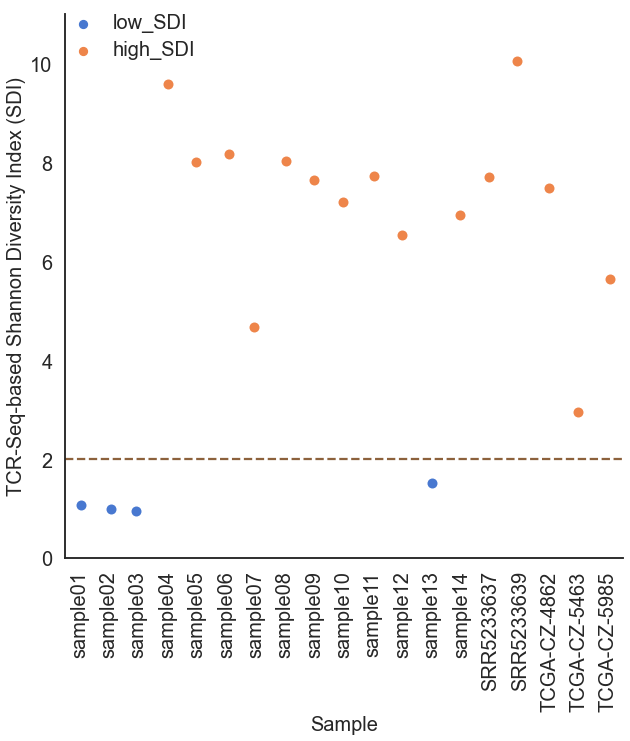 low_SDI
high_SDI
TCR-Seq-based Shannon Diversity Index (SDI)
10
8
6
4
2
0
sample01
sample02
sample03
sample04
sample05
sample06
sample07
sample08
sample09
sample10
sample11
sample12
sample13
sample14
SRR5233637
SRR5233639
TCGA-CZ-4862
TCGA-CZ-5463
TCGA-CZ-5985
Sample